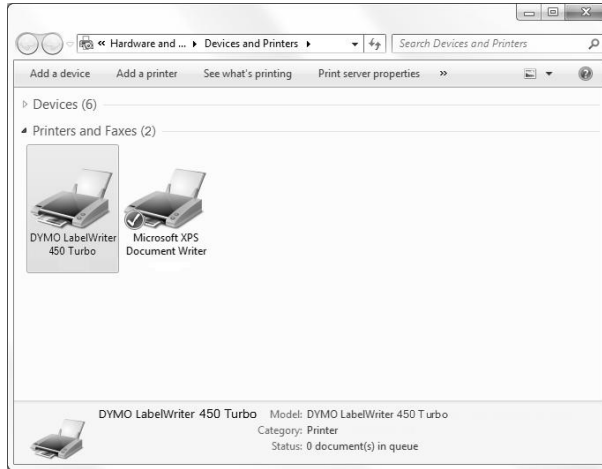 « Hardware and ... ▸ Devices and Printers ▸ Search Devices and Printers
Add a device Add a printer See what's printing Print server properties »
Devices (6)
Printers and Faxes (2)
DYMO LabelWriter
450 Turbo
Microsoft XPS
Document Writer
DYMO LabelWriter 450 Turbo Model: DYMO LabelWriter 450 Turbo
Category: Printer
Status: 0 document(s) in queue